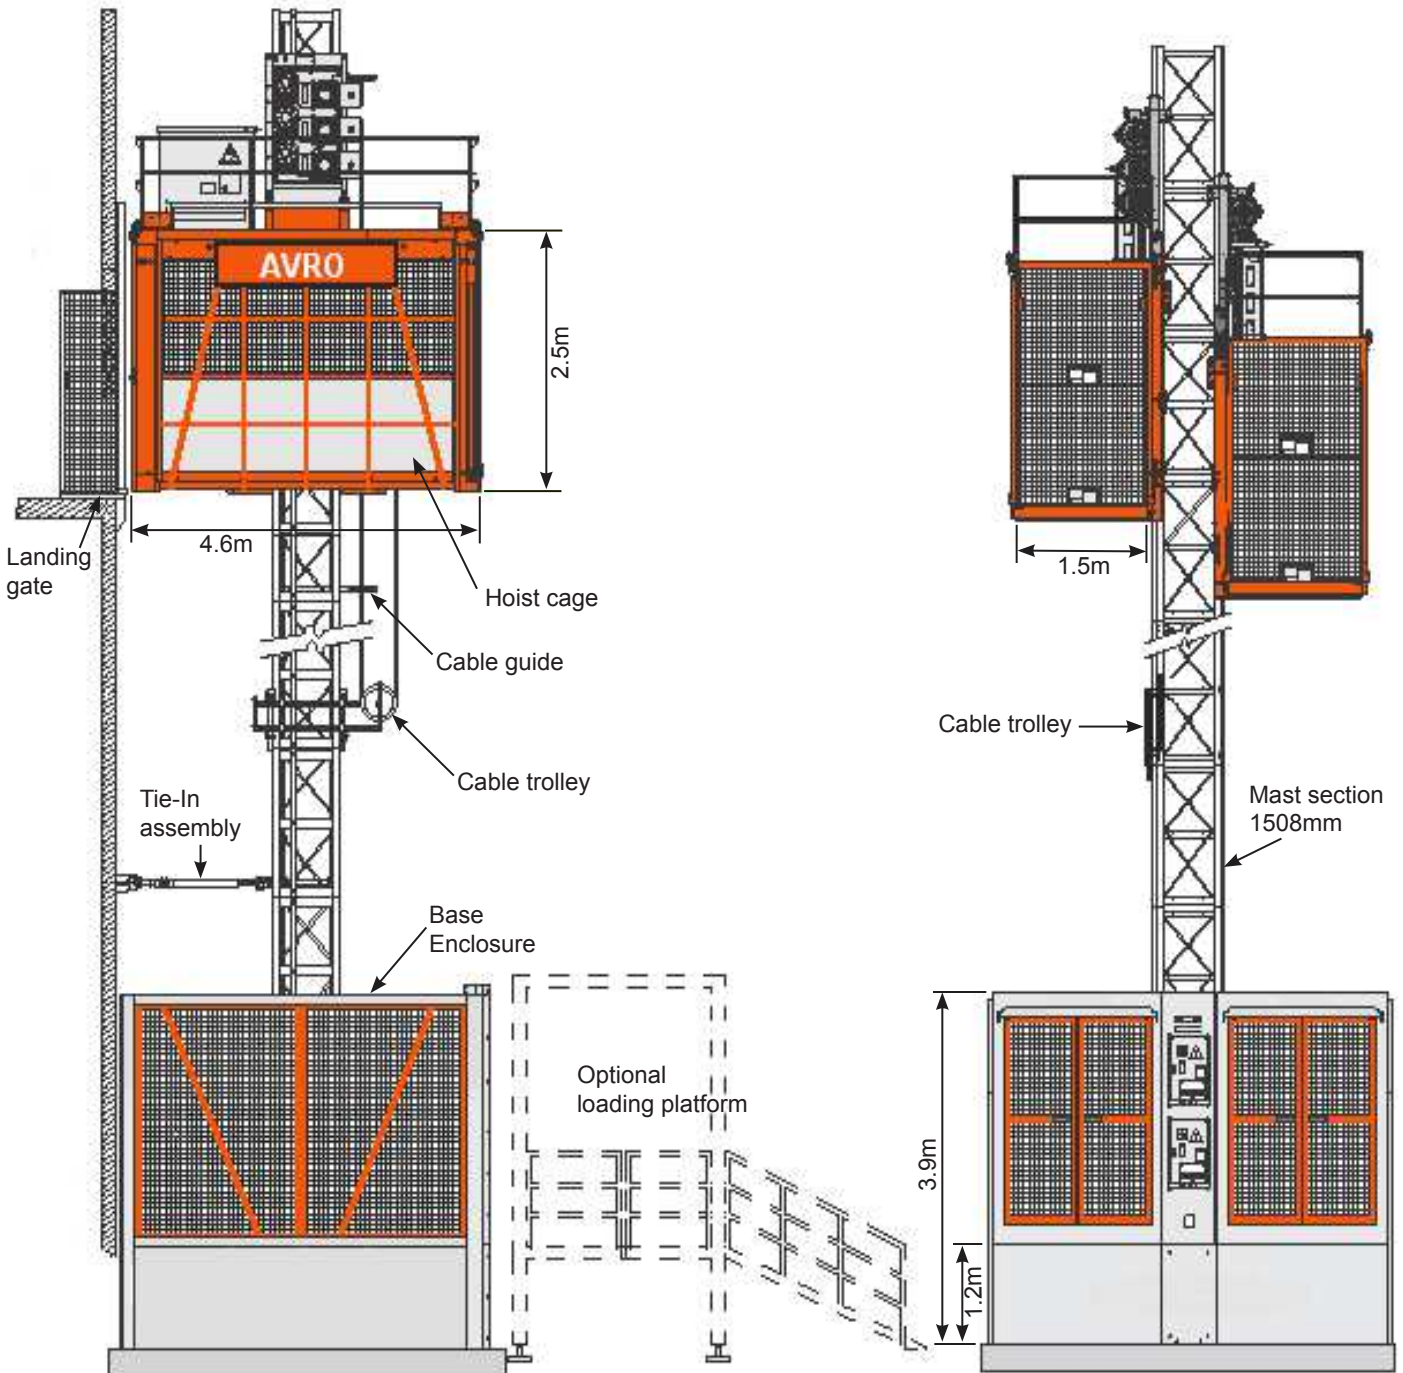 AVRO
2.5m
4.6m
Landing
gate
Hoist cage
Cable guide
Cable trolley
Tie-In
assembly
Base
Enclosure
Optional
loading platform
1.5m
Cable trolley
Mast section
1508mm
3.9m
1.2m